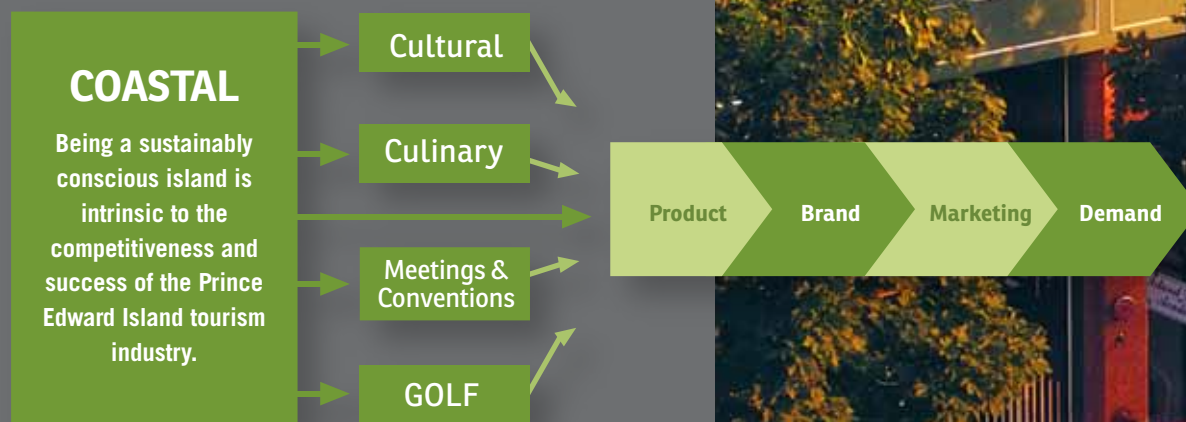 COASTAL
Being a sustainably
conscious island is
intrinsic to the
competitiveness and
success of the Prince
Edward Island tourism
industry.
Cultural
Culinary
Meetings &
Conventions
GOLF
Product
Brand
Marketing
Demand